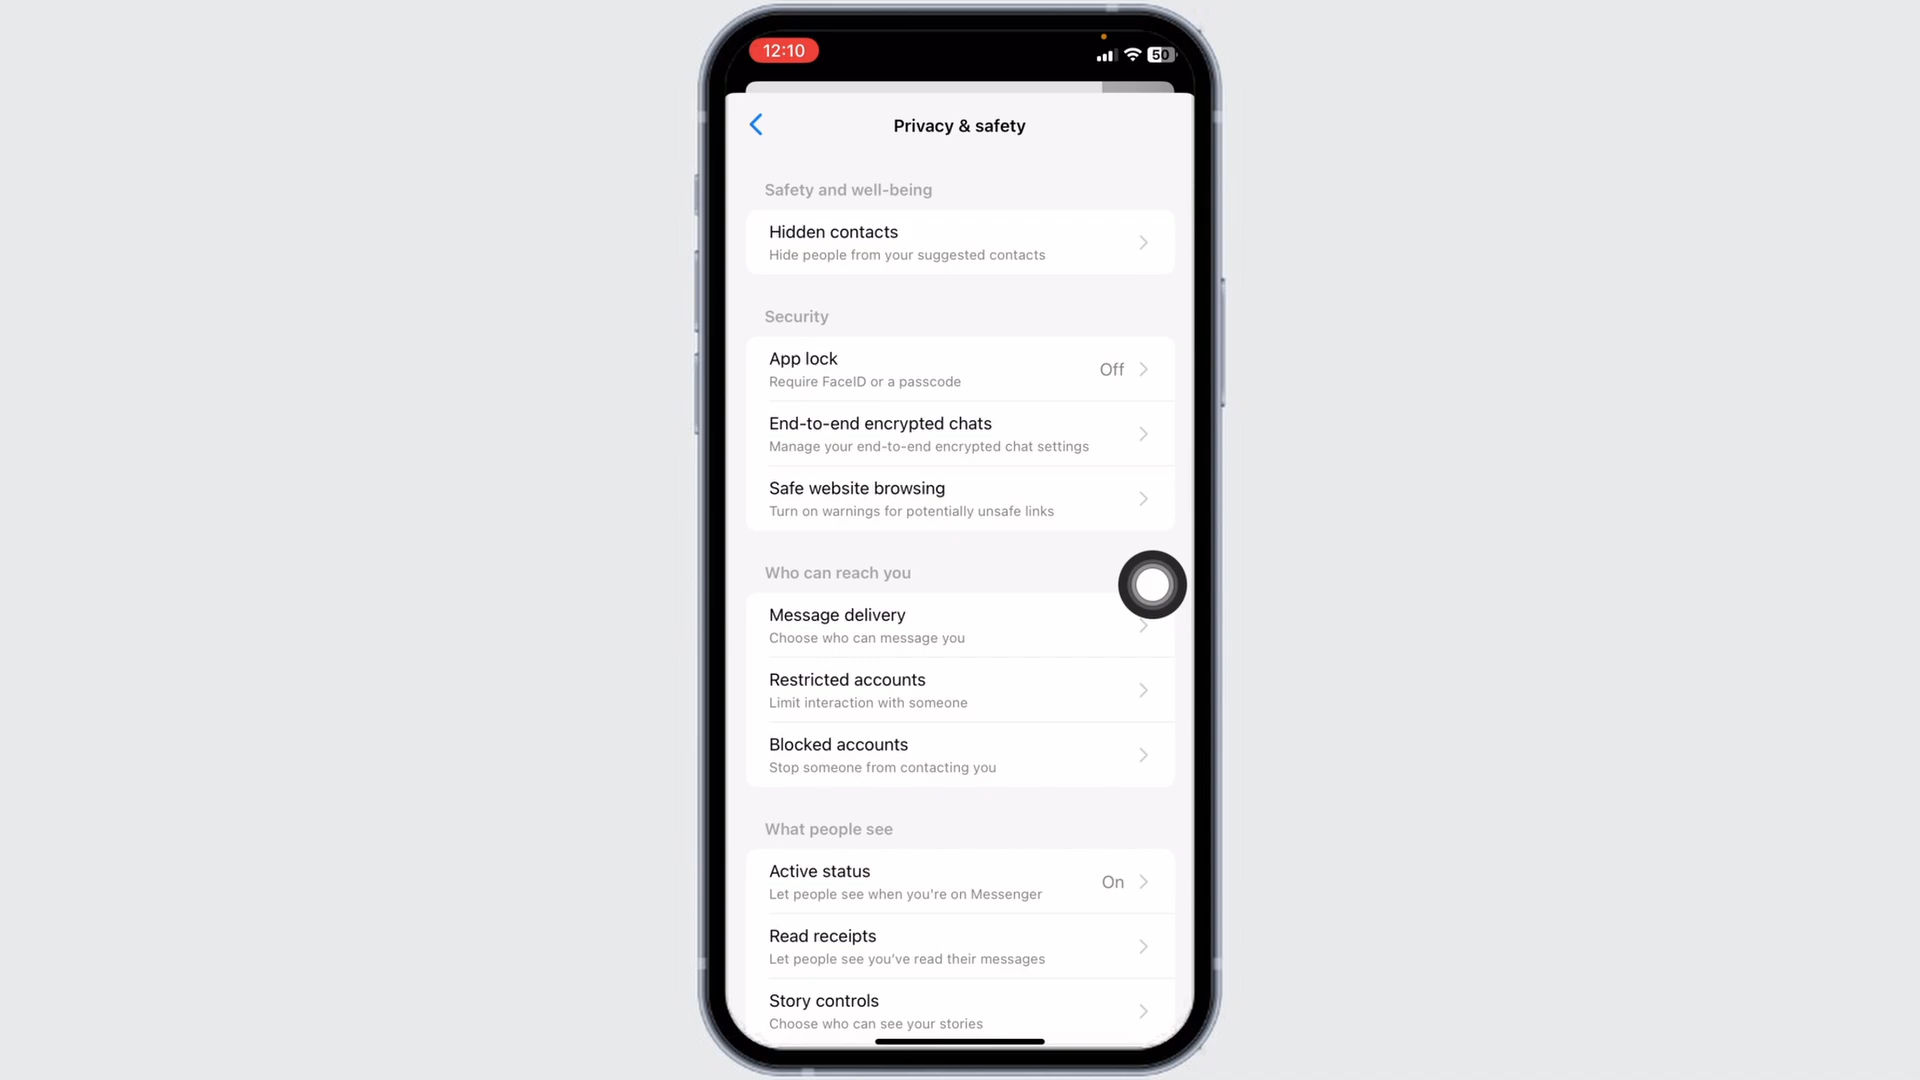 12:10
50
Privacy & safety
Safety and well-being
Hidden contacts
Hide people from your suggested contacts
Security
App lock
Off
Require FaceID or a passcode
End-to-end encrypted chats
Manage your end-to-end encrypted chat settings
Safe website browsing
Turn on warnings for potentially unsafe links
Who can reach you
Message delivery
Choose who can message you
Restricted accounts
Limit interaction with someone
Blocked accounts
Stop someone from contacting you
What people see
Active status
On
Let people see when you're on Messenger
Read receipts
Let people see you've read their messages
Story controls
Choose who can see your stories